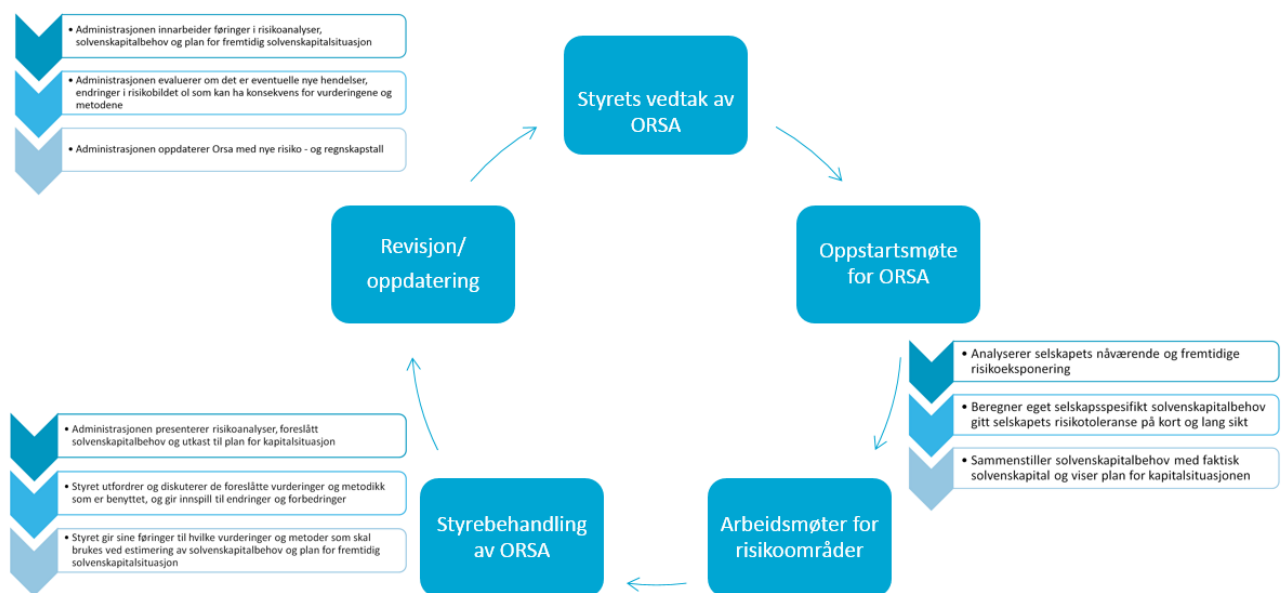 • Administrasjonen innarbeider føringer i risikoanalyser,
solvenskapitalbehov og plan for fremtidig solvenskapitalsituasjon
• Administrasjonen evaluerer om det er eventuelle nye hendelser,
endringer i risikobildet ol som kan ha konsekvens for vurderingene og
metodene
• Administrasjonen oppdaterer Orsa med nye risiko - og regnskapstall
Styrets vedtak av
ORSA
Oppstartsmøte
for ORSA
• Analyserer selskapets nåværende og fremtidige
risikoeksponering
• Beregner eget selskapsspesifikt solvenskapitalbehov
gitt selskapets risikotoleranse på kort og lang sikt
• Sammenstiller solvenskapitalbehov med faktisk
solvenskapital og viser plan for kapitalsituasjonen
Arbeidsmøter for
risikoområder
Styrebehandling
av ORSA
• Administrasjonen presenterer risikoanalyser, foreslått
solvenskapitalbehov og utkast til plan for kapitalsituasjon
• Styret utfordrer og diskuterer de foreslåtte vurderinger og metodikk
som er benyttet, og gir innspill til endringer og forbedringer
• Styret gir sine føringer til hvilke vurderinger og metoder som skal
brukes ved estimering av solvenskapitalbehov og plan for fremtidig
solvenskapitalsituasjon
Revisjon/
oppdatering